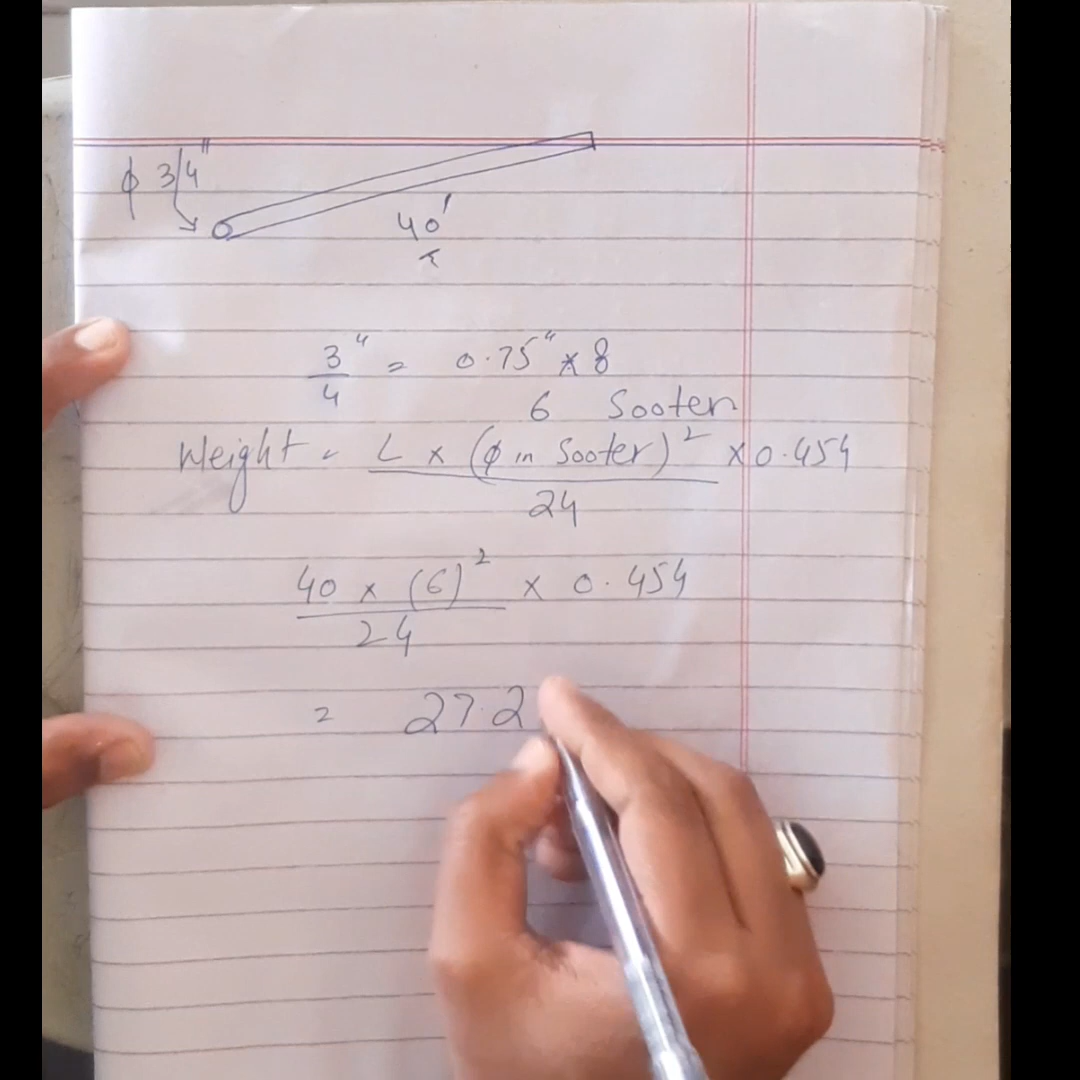 ϕ 3/4"
40'
3/4" = 0.75" × 8
6 Sooter
Weight = L × (ϕ in Sooter)² × 0.454
24
40 × (6)² × 0.454
24
= 27.2